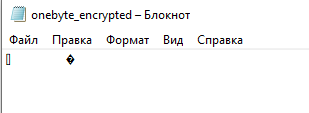 onebyte_encrypted – Блокнот
Файл Правка Формат Вид Справка
▯ �